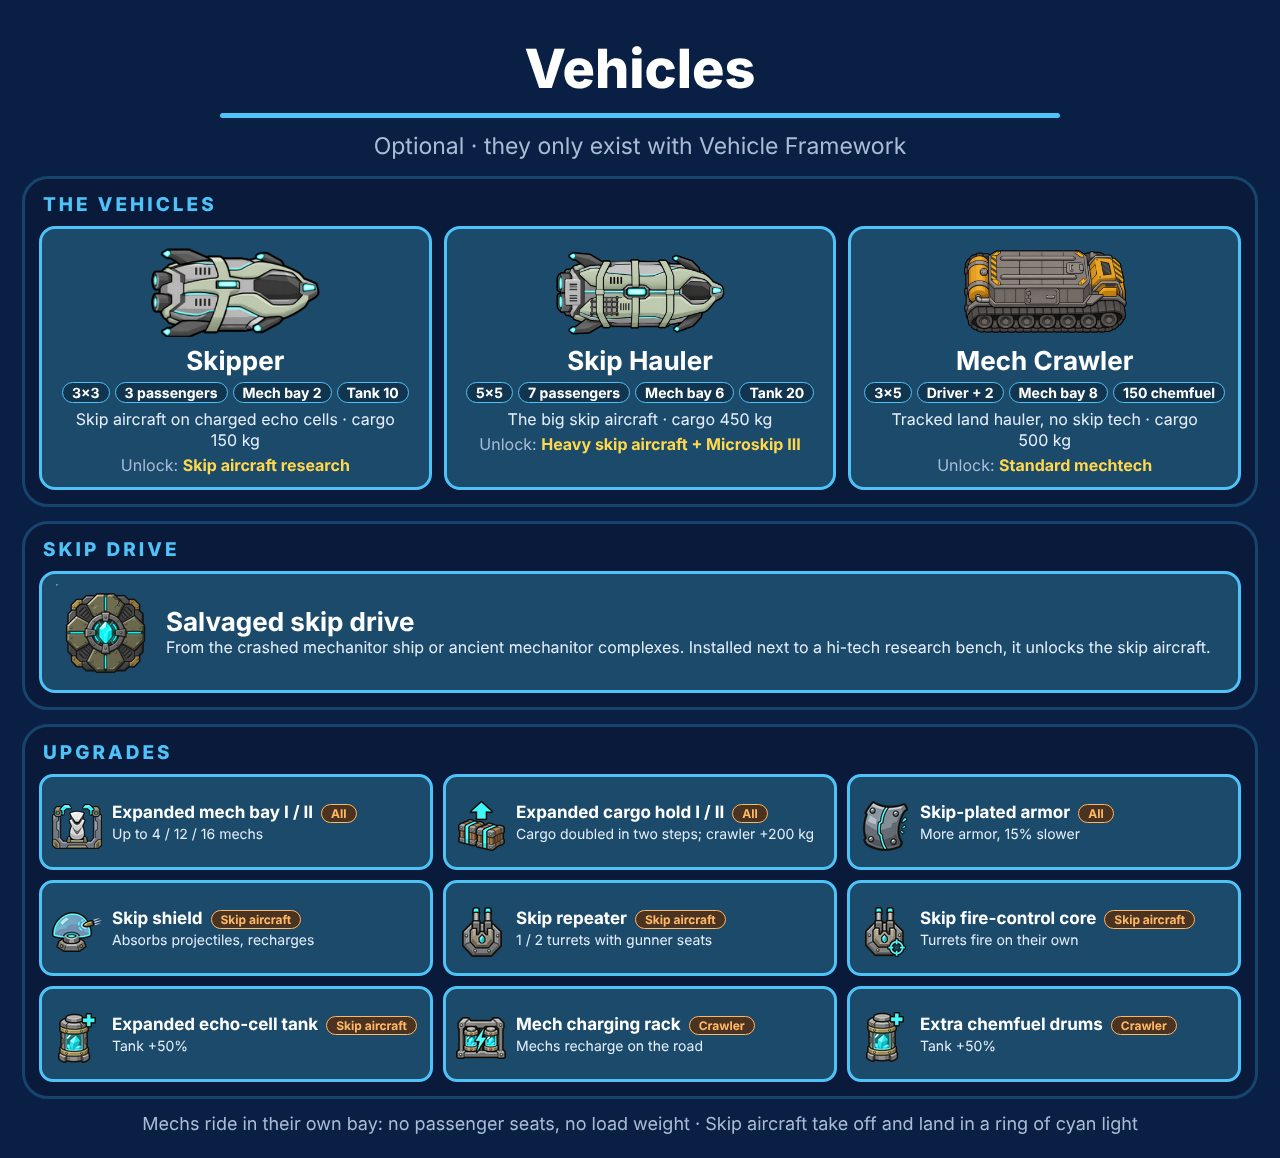 Vehicles
Optional · they only exist with Vehicle Framework
THE VEHICLES
Skipper
3×3 3 passengers Mech bay 2 Tank 10
Skip aircraft on charged echo cells · cargo
150 kg
Unlock: Skip aircraft research
Skip Hauler
5×5 7 passengers Mech bay 6 Tank 20
The big skip aircraft · cargo 450 kg
Unlock: Heavy skip aircraft + Microskip III
Mech Crawler
3×5 Driver + 2 Mech bay 8 150 chemfuel
Tracked land hauler, no skip tech · cargo
500 kg
Unlock: Standard mechtech
SKIP DRIVE
Salvaged skip drive
From the crashed mechanitor ship or ancient mechanitor complexes. Installed next to a hi-tech research bench, it unlocks the skip aircraft.
UPGRADES
Expanded mech bay I / II All
Up to 4 / 12 / 16 mechs
Expanded cargo hold I / II All
Cargo doubled in two steps; crawler +200 kg
Skip-plated armor All
More armor, 15% slower
Skip shield Skip aircraft
Absorbs projectiles, recharges
Skip repeater Skip aircraft
1 / 2 turrets with gunner seats
Skip fire-control core Skip aircraft
Turrets fire on their own
Expanded echo-cell tank Skip aircraft
Tank +50%
Mech charging rack Crawler
Mechs recharge on the road
Extra chemfuel drums Crawler
Tank +50%
Mechs ride in their own bay: no passenger seats, no load weight · Skip aircraft take off and land in a ring of cyan light